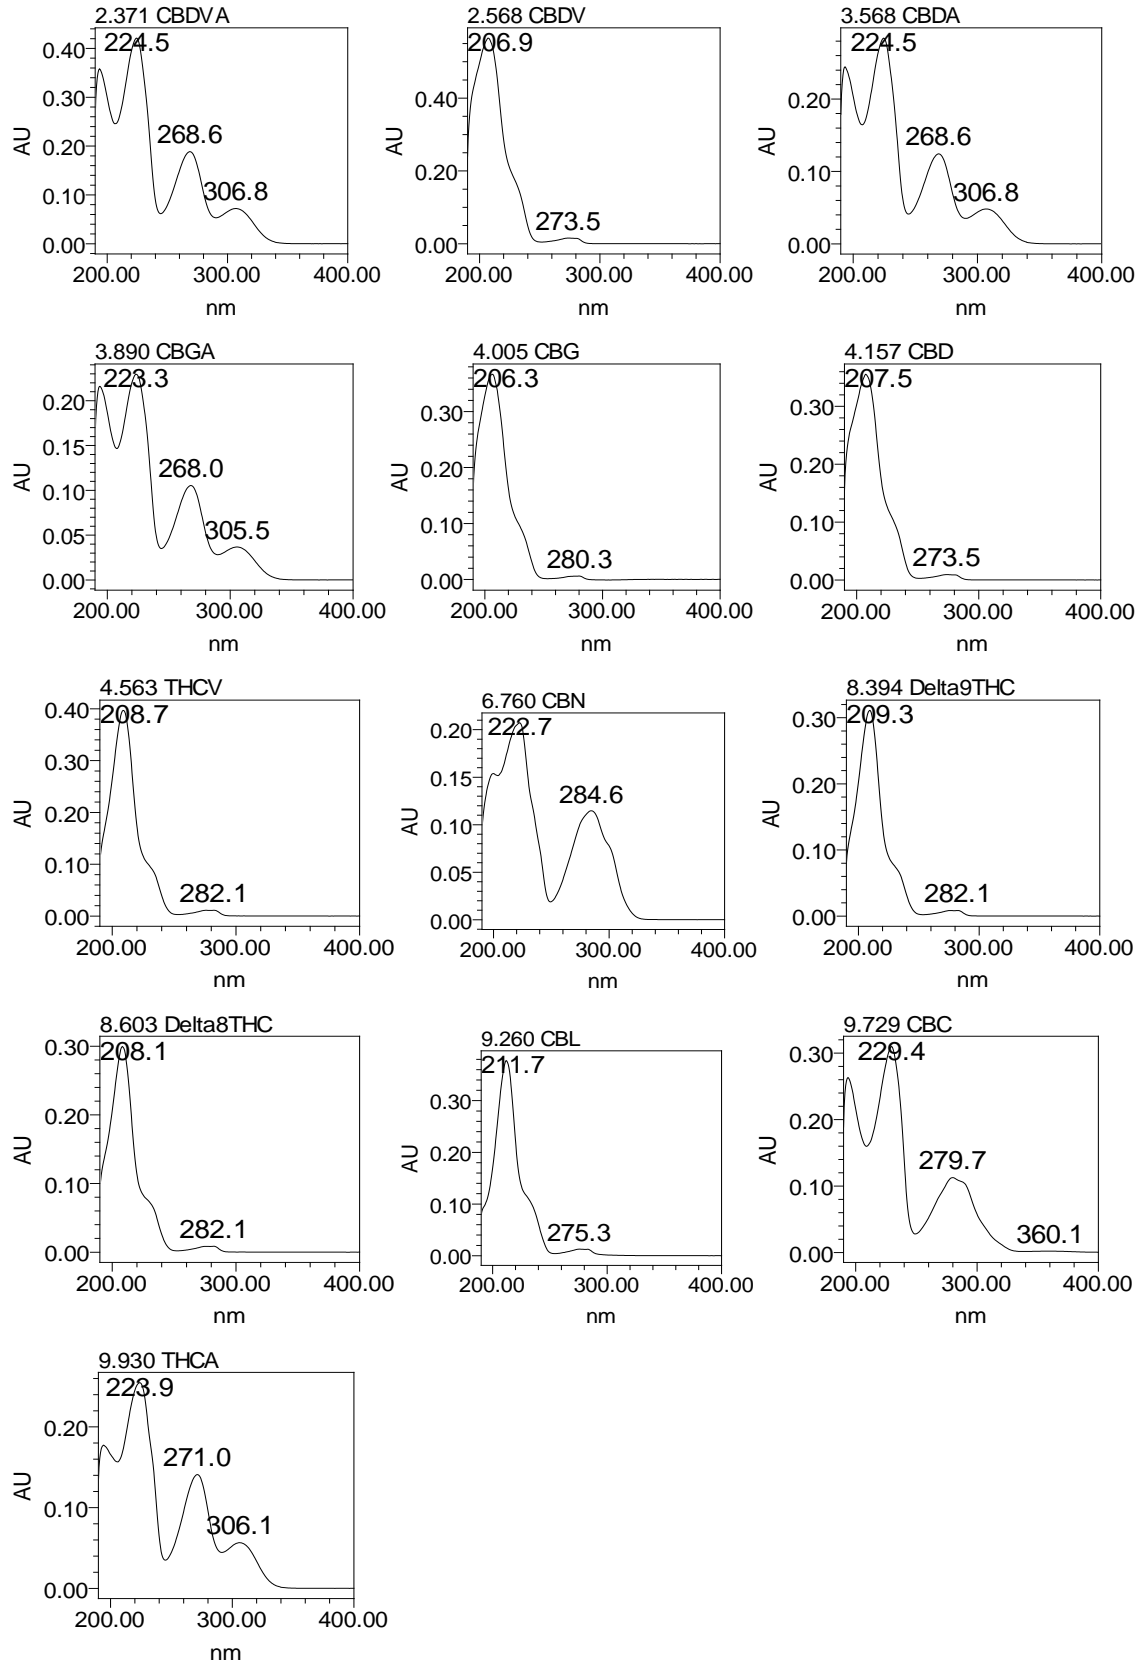 2.371 CBDVA
224.5
268.6
306.8
0.40
0.30
0.20
0.10
0.00
AU
200.00 300.00 400.00
nm
2.568 CBDV
206.9
273.5
0.40
0.20
0.00
AU
200.00 300.00 400.00
nm
3.568 CBDA
224.5
268.6
306.8
0.20
0.10
0.00
AU
200.00 300.00 400.00
nm
3.890 CBGA
223.3
268.0
305.5
0.20
0.15
0.10
0.05
0.00
AU
200.00 300.00 400.00
nm
4.005 CBG
206.3
280.3
0.30
0.20
0.10
0.00
AU
200.00 300.00 400.00
nm
4.157 CBD
207.5
273.5
0.30
0.20
0.10
0.00
AU
200.00 300.00 400.00
nm
4.563 THCV
208.7
282.1
0.40
0.30
0.20
0.10
0.00
AU
200.00 300.00 400.00
nm
6.760 CBN
222.7
284.6
0.20
0.15
0.10
0.05
0.00
AU
200.00 300.00 400.00
nm
8.394 Delta9THC
209.3
282.1
0.30
0.20
0.10
0.00
AU
200.00 300.00 400.00
nm
8.603 Delta8THC
208.1
282.1
0.30
0.20
0.10
0.00
AU
200.00 300.00 400.00
nm
9.260 CBL
211.7
275.3
0.30
0.20
0.10
0.00
AU
200.00 300.00 400.00
nm
9.729 CBC
229.4
279.7
360.1
0.30
0.20
0.10
0.00
AU
200.00 300.00 400.00
nm
9.930 THCA
223.9
271.0
306.1
0.20
0.10
0.00
AU
200.00 300.00 400.00
nm